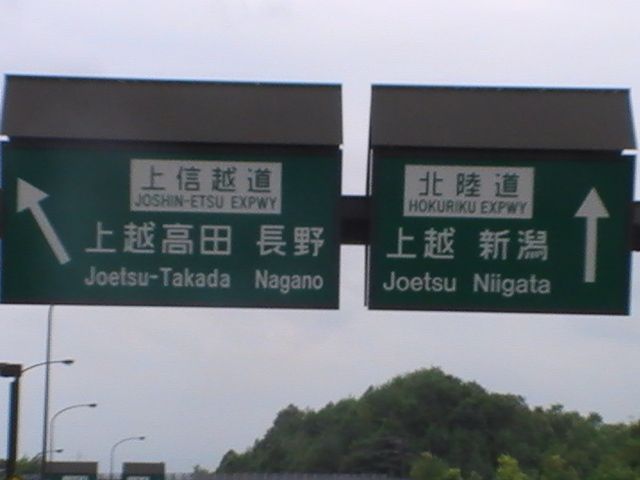 上信越道
JOSHIN-ETSU EXPWY
上越高田 長野
Joetsu-Takada Nagano
北陸道
HOKURIKU EXPWY
上越 新潟
Joetsu Niigata